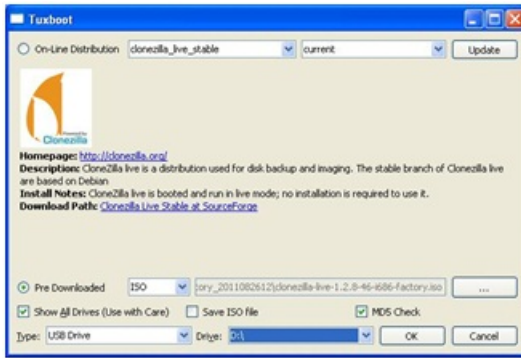 Tuxboot
On-Line Distribution clonezilla_live_stable current Update
Powered by
Clonezilla
Homepage: http://clonezilla.org/
Description: CloneZilla live is a distribution used for disk backup and imaging. The stable branch of Clonezilla live
are based on Debian
Install Notes: CloneZilla live is booted and run in live mode; no installation is required to use it.
Download Path: Clonezilla Live Stable at SourceForge
Pre Downloaded ISO ory_2011082612\clonezilla-live-1.2.8-46-i686-factory.iso ...
Show All Drives (Use with Care) Save ISO file MD5 Check
Type: USB Drive Drive: D:\ OK Cancel